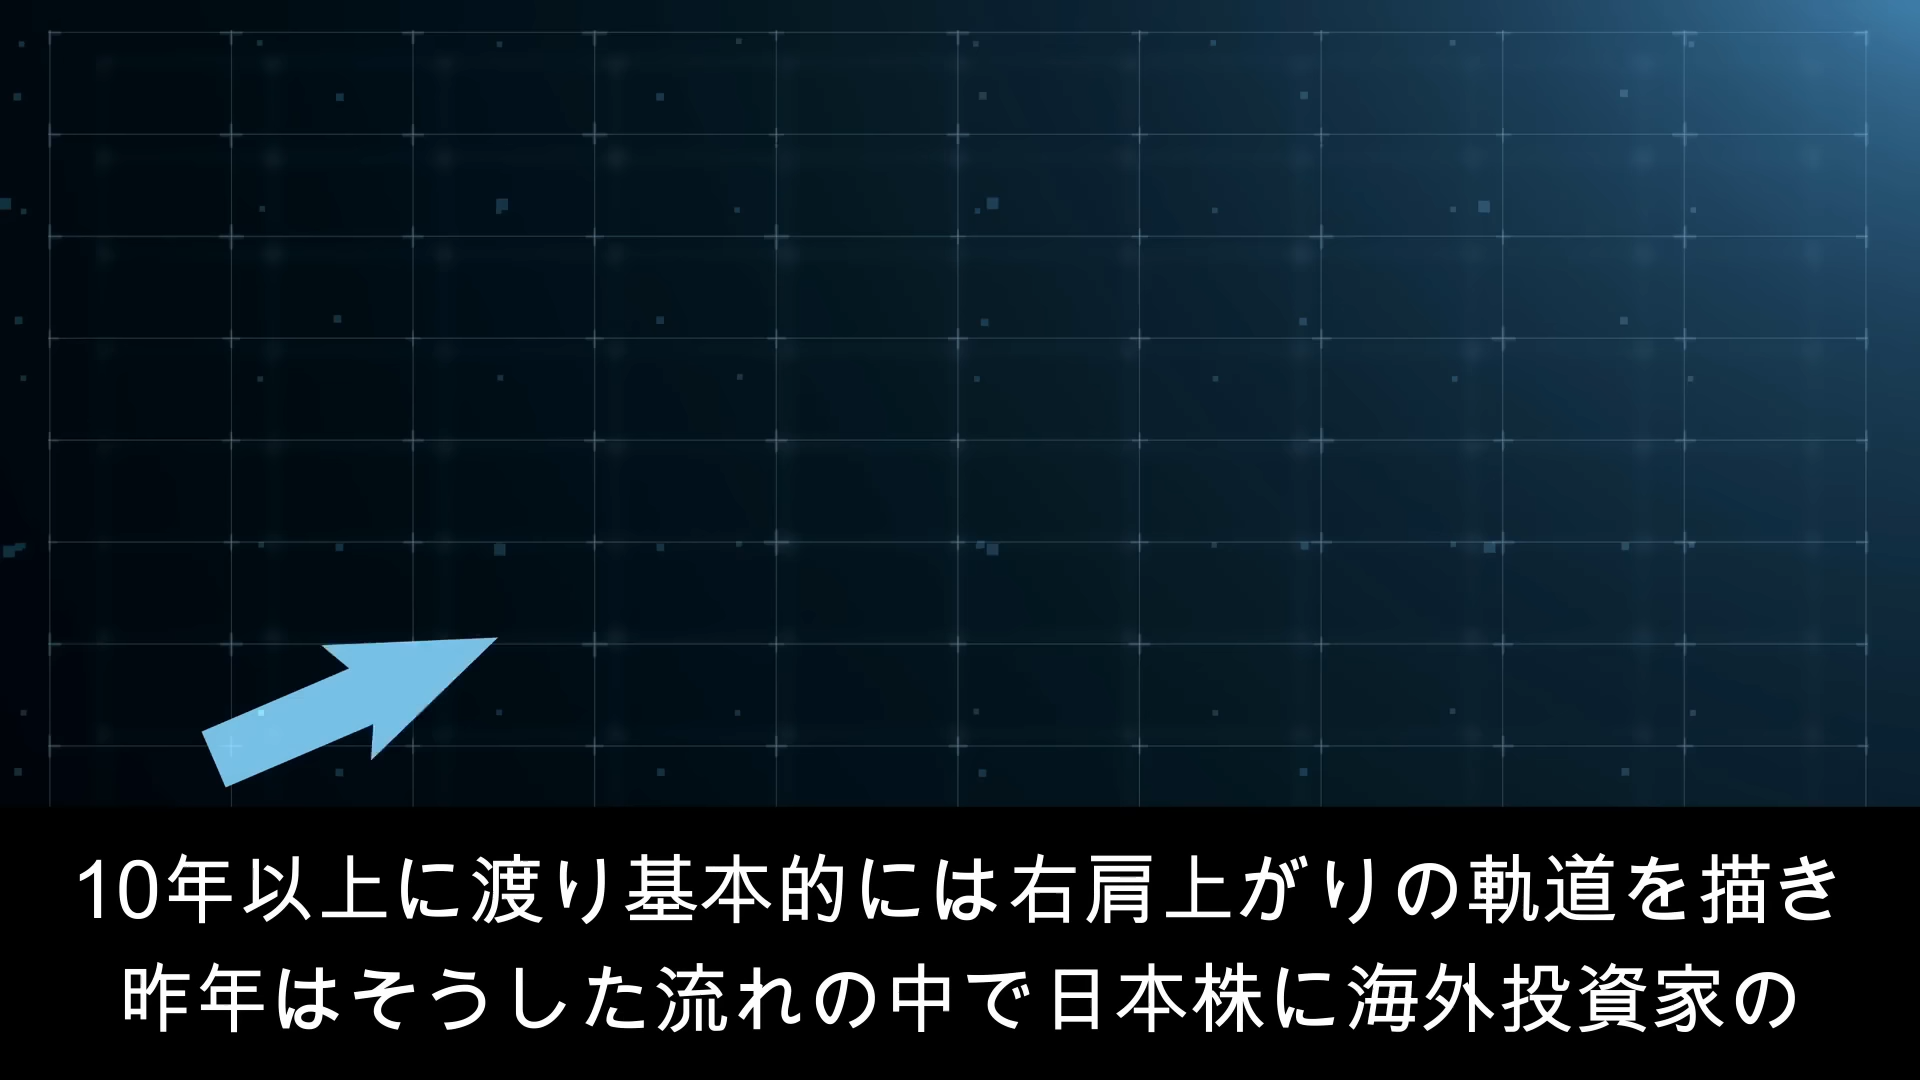 10年以上に渡り基本的には右肩上がりの軌道を描き
昨年はそうした流れの中で日本株に海外投資家の